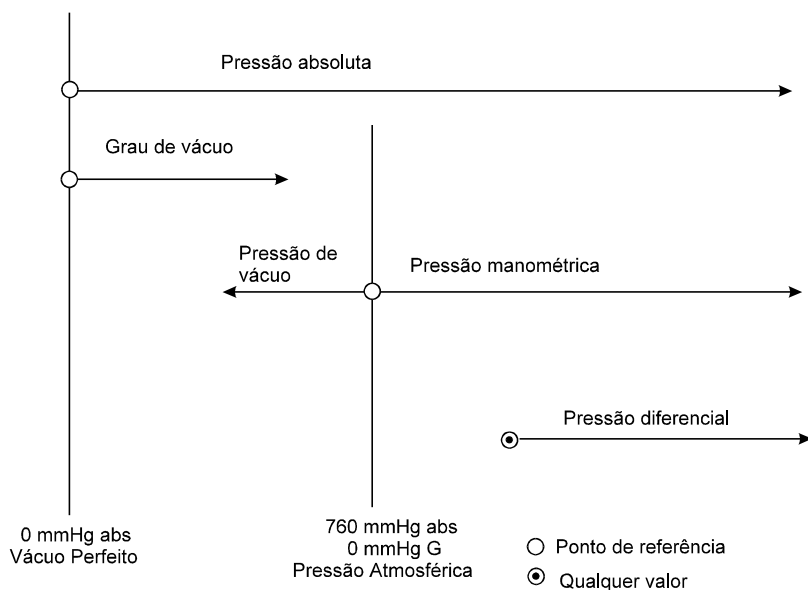 Pressão absoluta
Grau de vácuo
Pressão de
vácuo
Pressão manométrica
Pressão diferencial
0 mmHg abs
Vácuo Perfeito
760 mmHg abs
0 mmHg G
Pressão Atmosférica
Ponto de referência
Qualquer valor